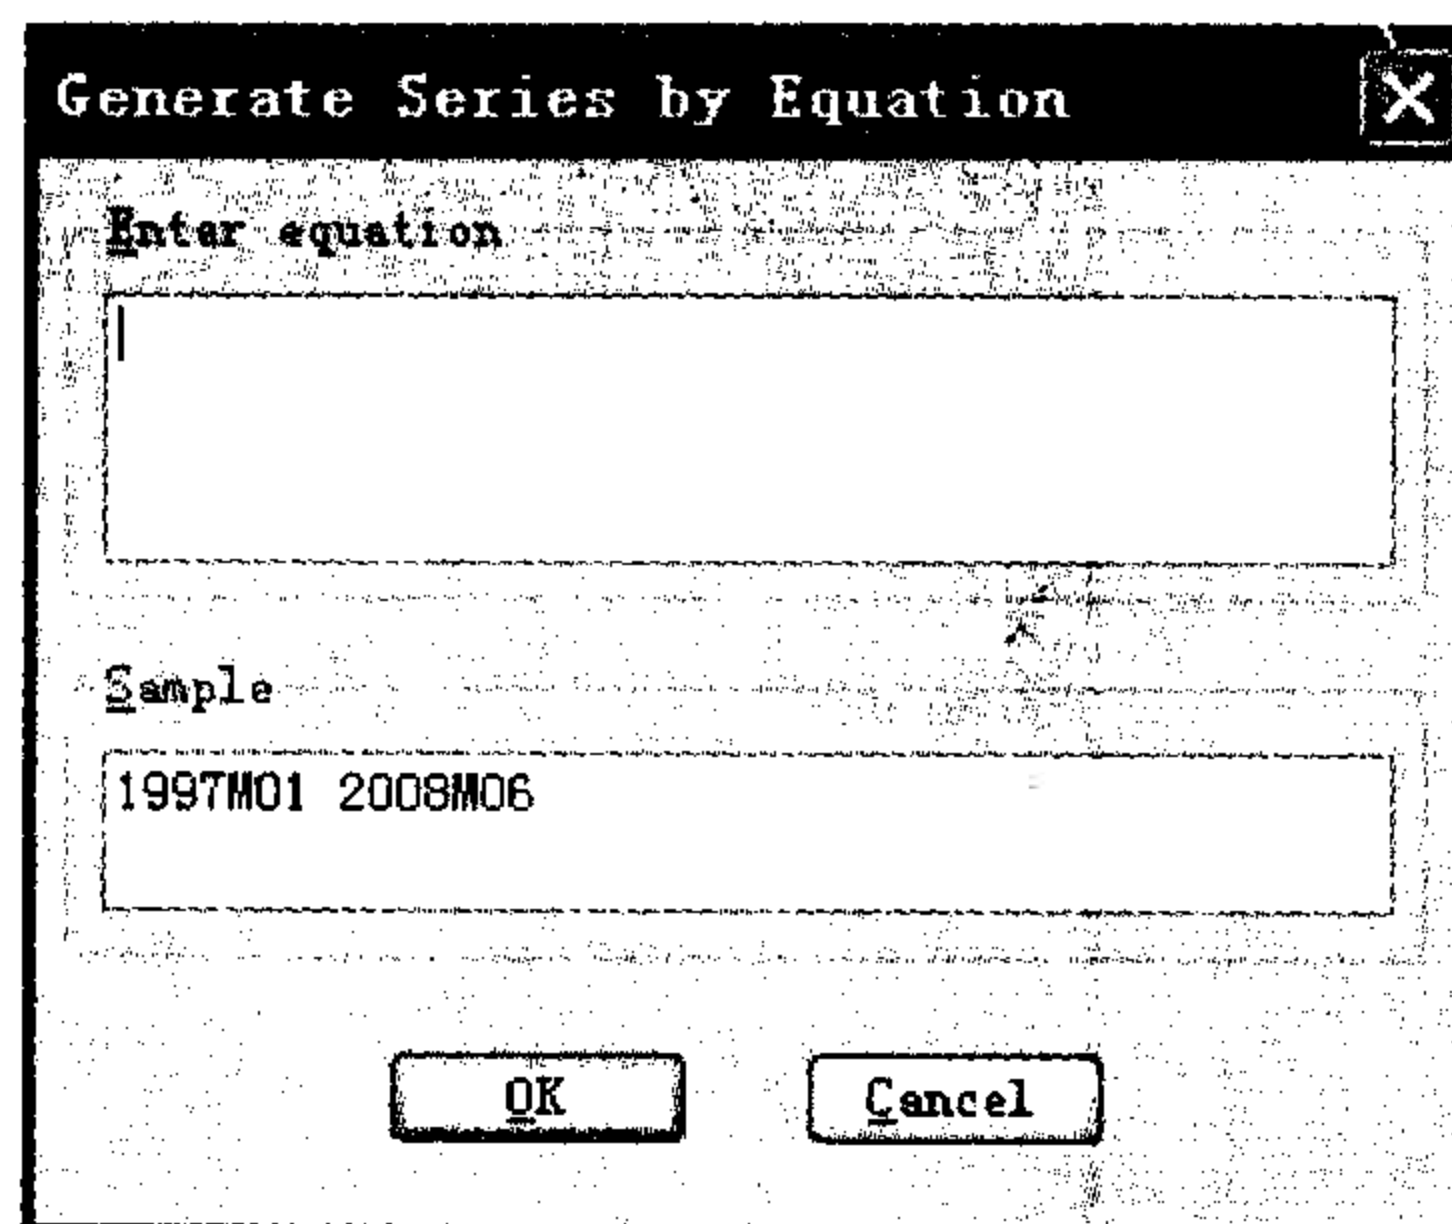 Generate Series by Equation
Enter equation
Sample
1997M01 2008M06
OK
Cancel